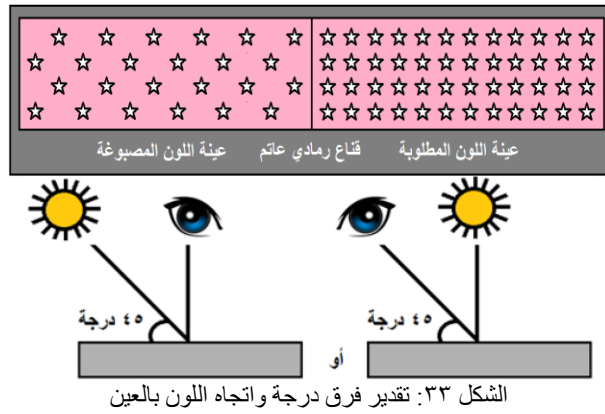 عينة اللون المطلوبة قناع رمادي عاتم عينة اللون المصبوغة
٤٥ درجة
أو
٤٥ درجة
الشكل ٣٣: تقدير فرق درجة واتجاه اللون بالعين